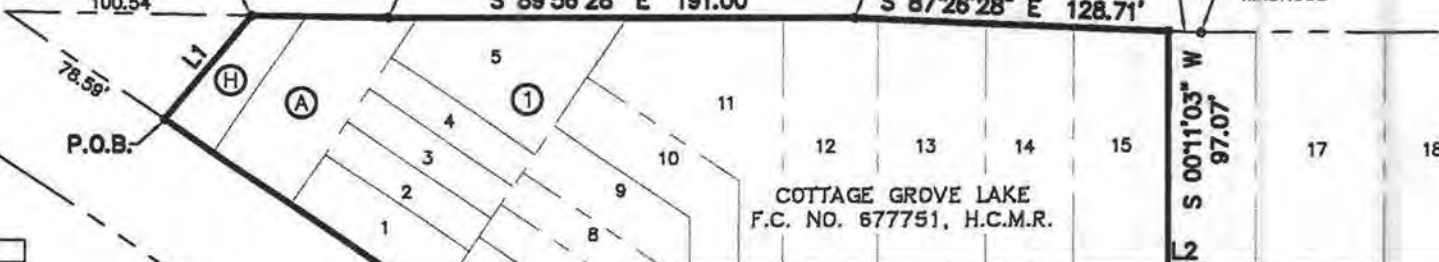 100.54'
S 89°56'28" E 191.00'
S 87°26'28" E 128.71'
L1
78.59'
H
A
5
1
11
P.O.B.
4
3
2
1
10
9
8
12
13
14
15
17
18
COTTAGE GROVE LAKE
F.C. NO. 677751, H.C.M.R.
S 00°11'03" W
97.07'
L2